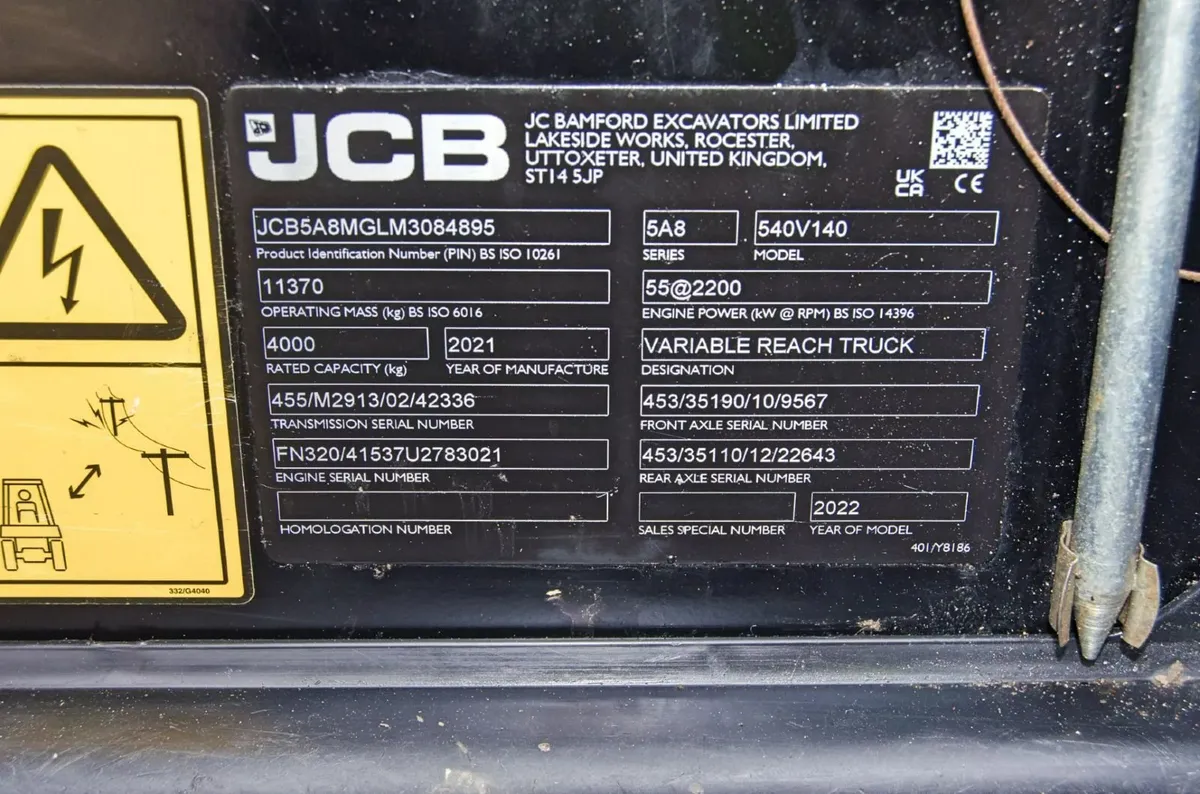 JCB
JC BAMFORD EXCAVATORS LIMITED
LAKESIDE WORKS, ROCESTER,
UTTOXETER, UNITED KINGDOM,
ST14 5JP
UK
CA
CE
JCB5A8MGLM3084895
Product Identification Number (PIN) BS ISO 10261
5A8
SERIES
540V140
MODEL
11370
OPERATING MASS (kg) BS ISO 6016
55@2200
ENGINE POWER (kW @ RPM) BS ISO 14396
4000
RATED CAPACITY (kg)
2021
YEAR OF MANUFACTURE
VARIABLE REACH TRUCK
DESIGNATION
455/M2913/02/42336
TRANSMISSION SERIAL NUMBER
453/35190/10/9567
FRONT AXLE SERIAL NUMBER
FN320/41537U2783021
ENGINE SERIAL NUMBER
453/35110/12/22643
REAR AXLE SERIAL NUMBER
HOMOLOGATION NUMBER
SALES SPECIAL NUMBER
2022
YEAR OF MODEL
401/Y8186
332/G4040